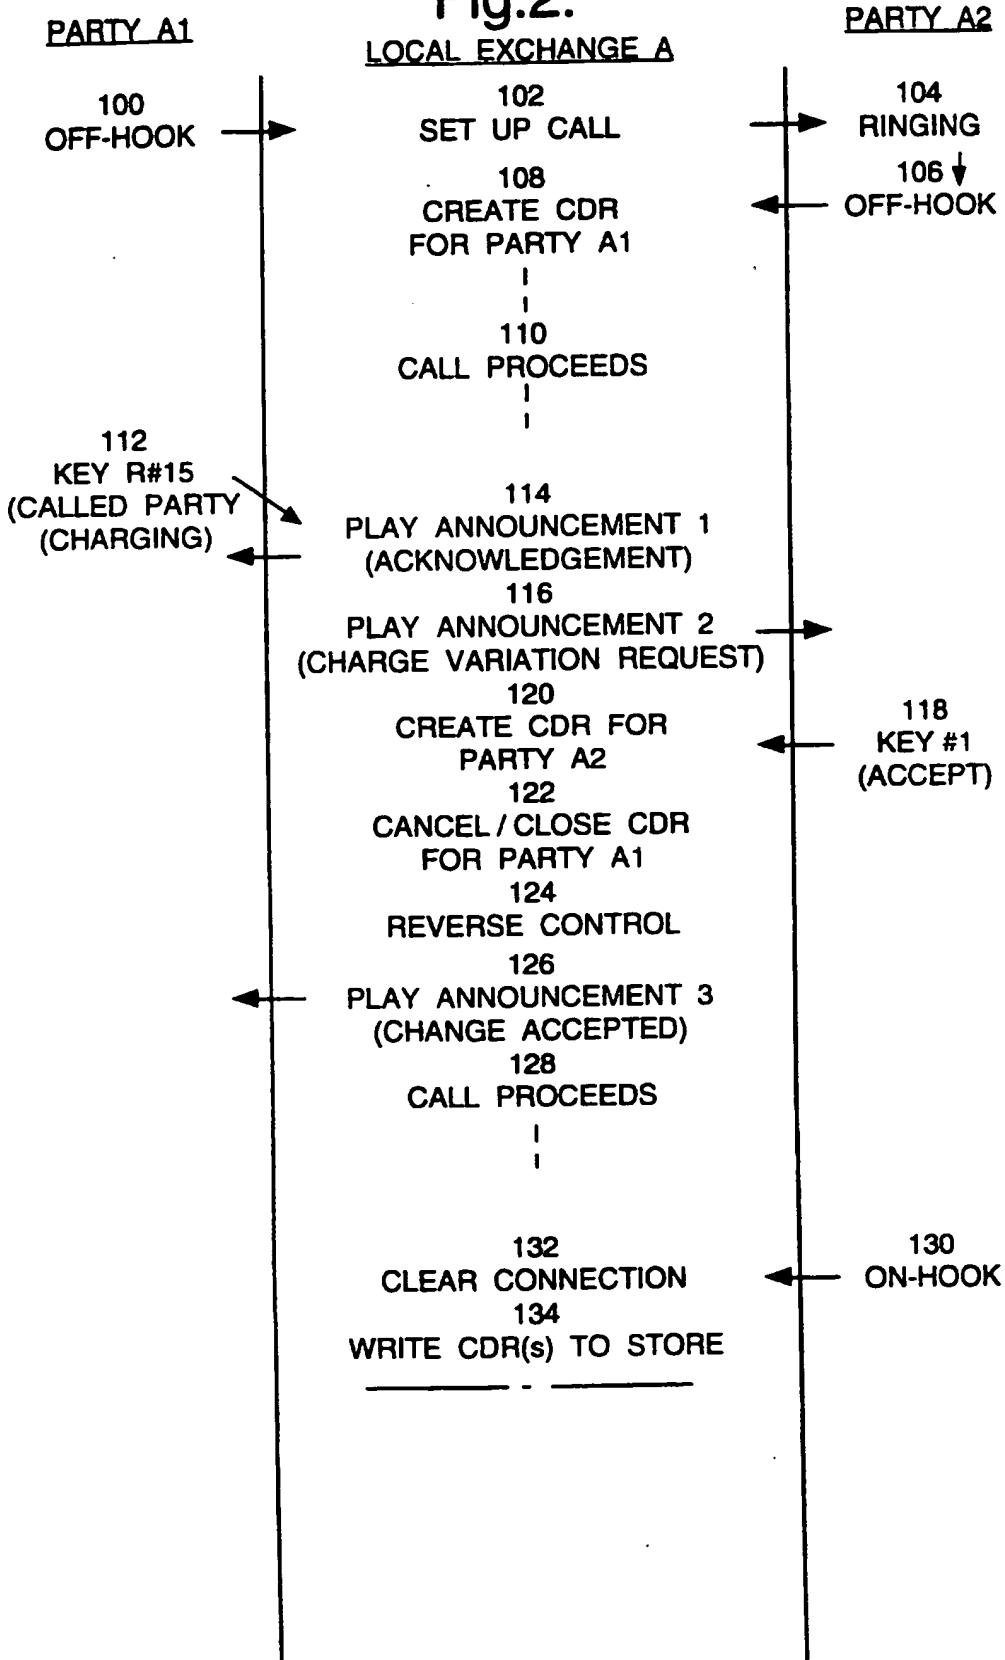 Fig.2.
PARTY A1
LOCAL EXCHANGE A
PARTY A2
100
OFF-HOOK
102
SET UP CALL
104
RINGING
106
OFF-HOOK
108
CREATE CDR
FOR PARTY A1
110
CALL PROCEEDS
112
KEY R#15
(CALLED PARTY
(CHARGING)
114
PLAY ANNOUNCEMENT 1
(ACKNOWLEDGEMENT)
116
PLAY ANNOUNCEMENT 2
(CHARGE VARIATION REQUEST)
118
KEY #1
(ACCEPT)
120
CREATE CDR FOR
PARTY A2
122
CANCEL / CLOSE CDR
FOR PARTY A1
124
REVERSE CONTROL
126
PLAY ANNOUNCEMENT 3
(CHANGE ACCEPTED)
128
CALL PROCEEDS
130
ON-HOOK
132
CLEAR CONNECTION
134
WRITE CDR(s) TO STORE